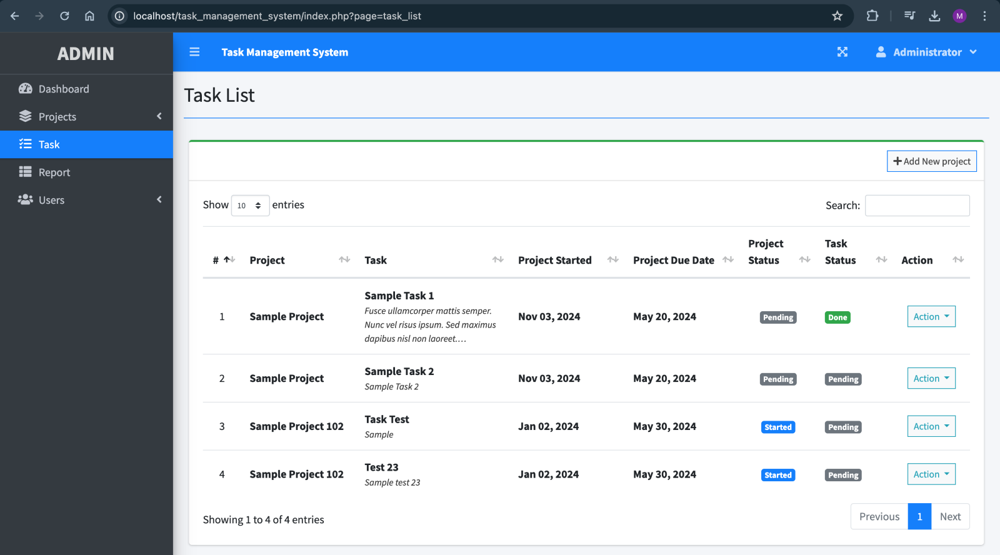 localhost/task_management_system/index.php?page=task_list
M
ADMIN
Task Management System
Administrator
Dashboard
Projects
Task
Report
Users
Task List
Add New project
Show 10 entries
Search:
# Project Task Project Started Project Due Date Project Status Task Status Action
1 Sample Project Sample Task 1 Nov 03, 2024 May 20, 2024 Pending Done Action
Fusce ullamcorper mattis semper.
Nunc vel risus ipsum. Sed maximus
dapibus nisl non laoreet....
2 Sample Project Sample Task 2 Nov 03, 2024 May 20, 2024 Pending Pending Action
Sample Task 2
3 Sample Project 102 Task Test Jan 02, 2024 May 30, 2024 Started Pending Action
Sample
4 Sample Project 102 Test 23 Jan 02, 2024 May 30, 2024 Started Pending Action
Sample test 23
Showing 1 to 4 of 4 entries
Previous 1 Next